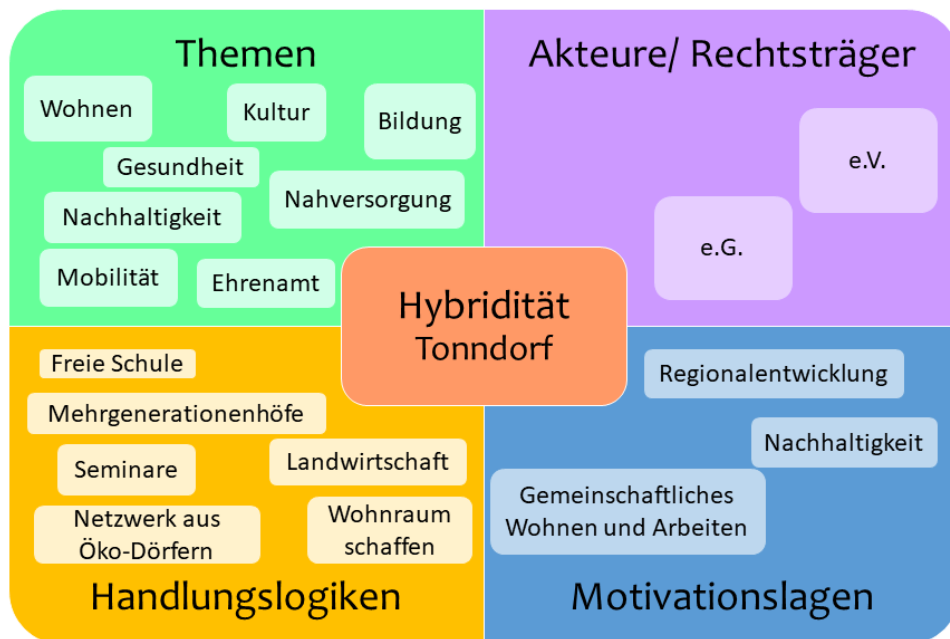 Themen
Wohnen
Kultur
Bildung
Gesundheit
Nahversorgung
Nachhaltigkeit
Mobilität
Ehrenamt
Akteure/ Rechtsträger
e.V.
e.G.
Hybridität
Tonndorf
Freie Schule
Mehrgenerationenhöfe
Seminare
Landwirtschaft
Netzwerk aus
Öko-Dörfern
Wohnraum
schaffen
Handlungslogiken
Regionalentwicklung
Nachhaltigkeit
Gemeinschaftliches
Wohnen und Arbeiten
Motivationslagen